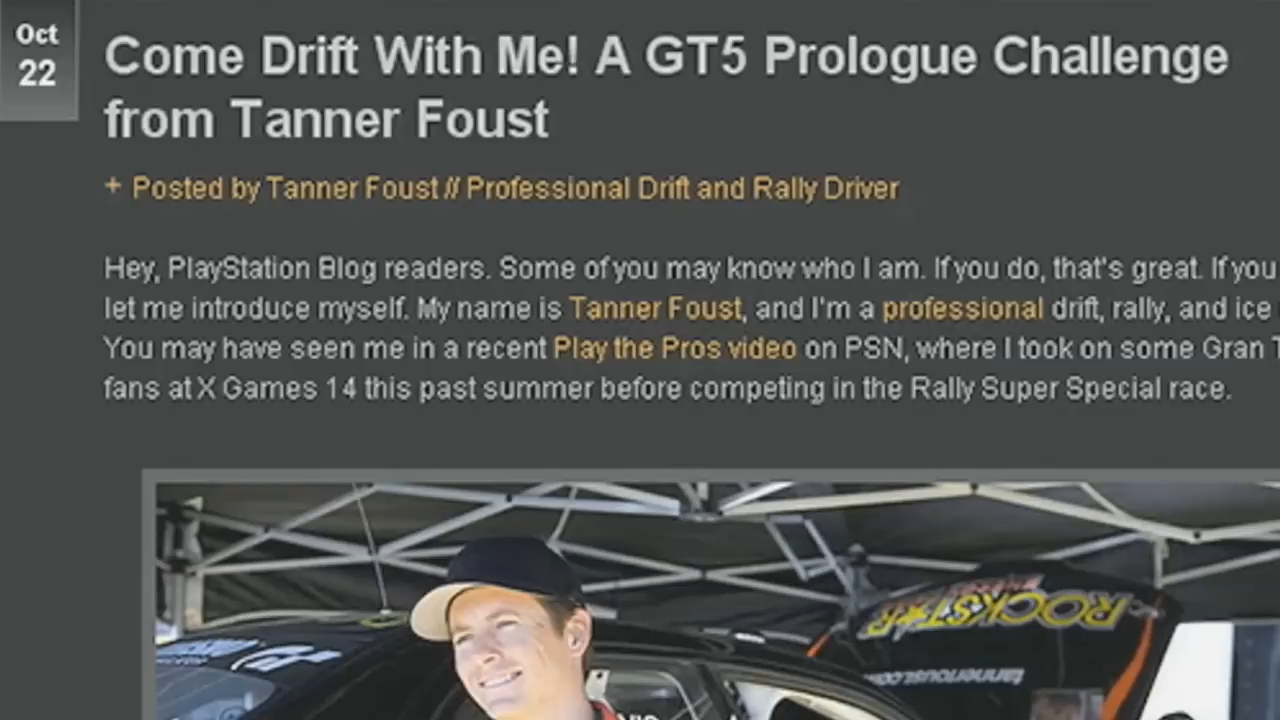 Oct
22
Come Drift With Me! A GT5 Prologue Challenge
from Tanner Foust
+ Posted by Tanner Foust // Professional Drift and Rally Driver
Hey, PlayStation Blog readers. Some of you may know who I am. If you do, that's great. If you
let me introduce myself. My name is Tanner Foust, and I'm a professional drift, rally, and ice
You may have seen me in a recent Play the Pros video on PSN, where I took on some Gran T
fans at X Games 14 this past summer before competing in the Rally Super Special race.
ROCKSTAR
tannerfoust.com
GT